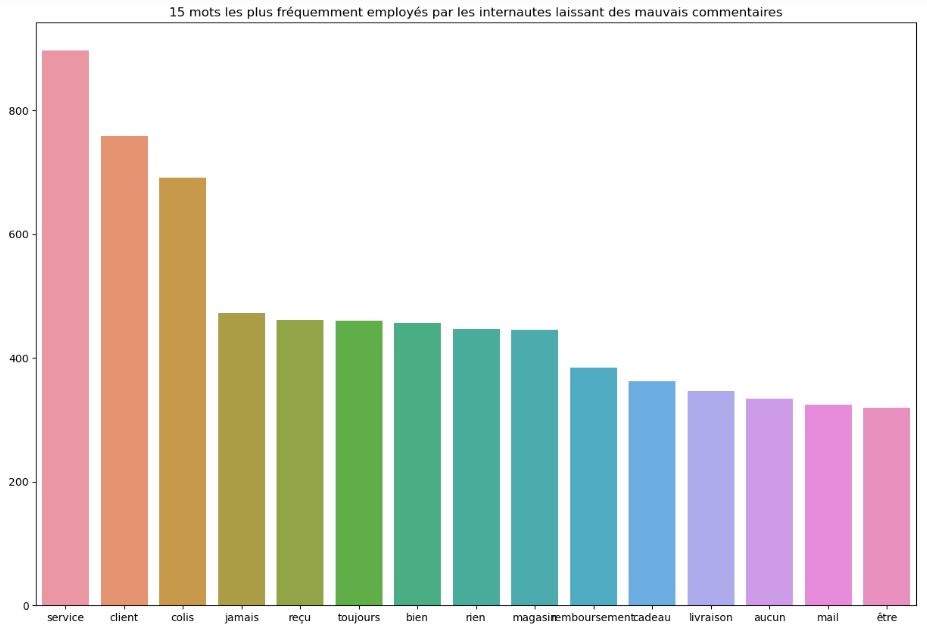 15 mots les plus fréquemment employés par les internautes laissant des mauvais commentaires
800
600
400
200
0
service client colis jamais reçu toujours bien rien magasin remboursement cadeau livraison aucun mail être